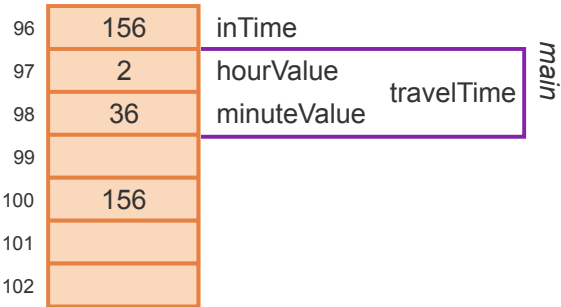 96 156 inTime
97 2 hourValue
98 36 minuteValue
travelTime
main
99
100 156
101
102